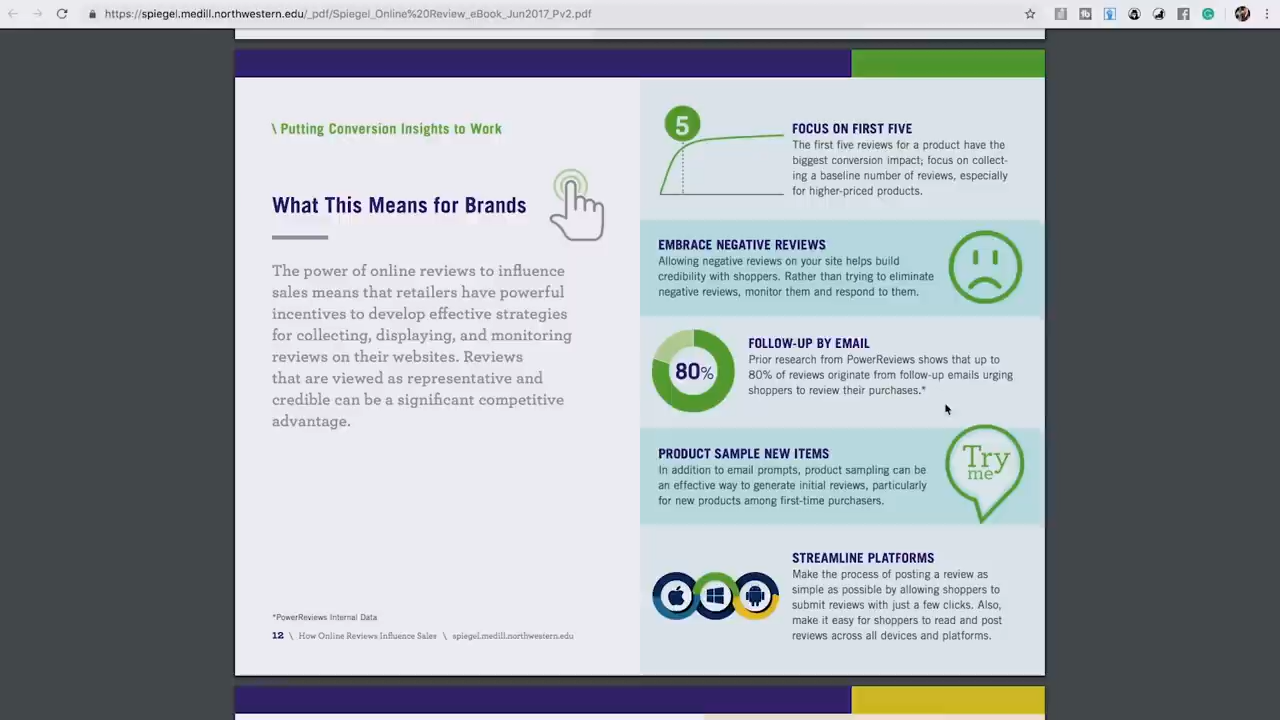 https://spiegel.medill.northwestern.edu/_pdf/Spiegel_Online%20Review_eBook_Jun2017_Pv2.pdf
\ Putting Conversion Insights to Work
What This Means for Brands
The power of online reviews to influence
sales means that retailers have powerful
incentives to develop effective strategies
for collecting, displaying, and monitoring
reviews on their websites. Reviews
that are viewed as representative and
credible can be a significant competitive
advantage.
*PowerReviews Internal Data
12 \ How Online Reviews Influence Sales \ spiegel.medill.northwestern.edu
5
FOCUS ON FIRST FIVE
The first five reviews for a product have the
biggest conversion impact; focus on collect-
ing a baseline number of reviews, especially
for higher-priced products.
EMBRACE NEGATIVE REVIEWS
Allowing negative reviews on your site helps build
credibility with shoppers. Rather than trying to eliminate
negative reviews, monitor them and respond to them.
80%
FOLLOW-UP BY EMAIL
Prior research from PowerReviews shows that up to
80% of reviews originate from follow-up emails urging
shoppers to review their purchases.*
PRODUCT SAMPLE NEW ITEMS
In addition to email prompts, product sampling can be
an effective way to generate initial reviews, particularly
for new products among first-time purchasers.
Try
me
STREAMLINE PLATFORMS
Make the process of posting a review as
simple as possible by allowing shoppers to
submit reviews with just a few clicks. Also,
make it easy for shoppers to read and post
reviews across all devices and platforms.